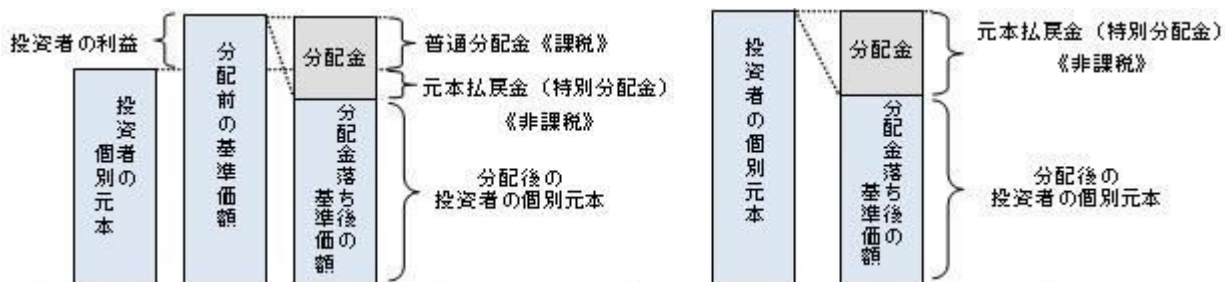 投資者の利益
投資者の
個別元本
分配前の基準価額
分配金
分配金落ち後の
基準価額
普通分配金《課税》
元本払戻金（特別分配金）
《非課税》
分配後の
投資者の個別元本
投資者の個別元本
分配金
分配金落ち後の
基準価額
元本払戻金（特別分配金）
《非課税》
分配後の
投資者の個別元本